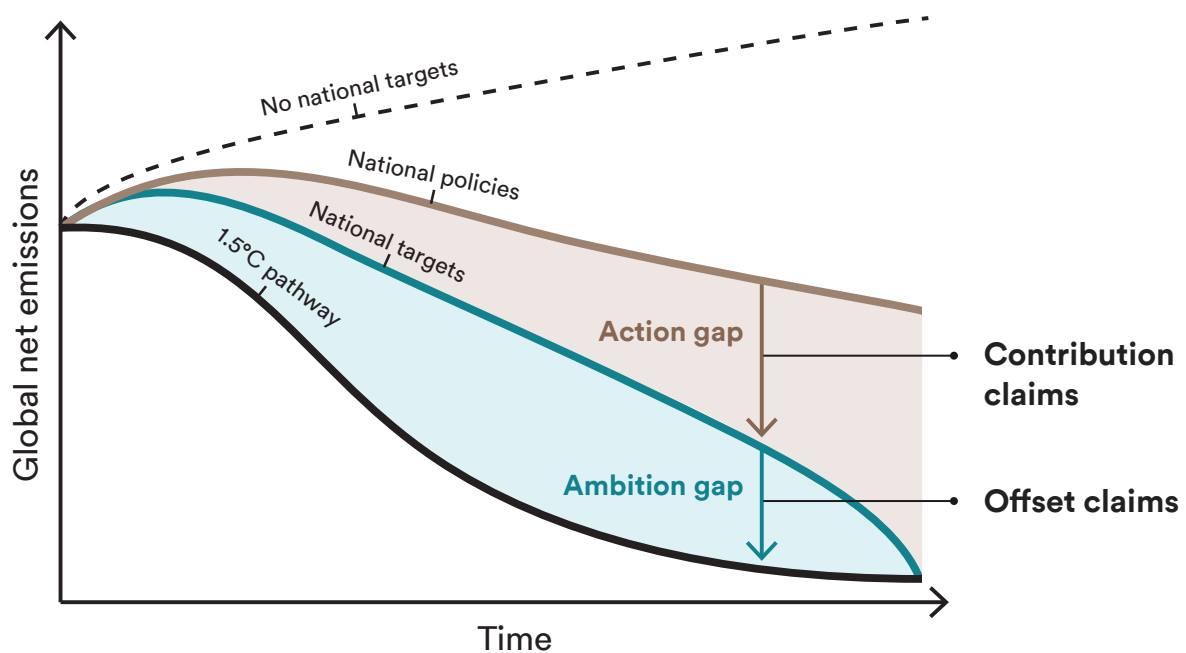 No national targets
National policies
National targets
1.5°C pathway
Global net emissions
Action gap
Contribution
claims
Ambition gap
Offset claims
Time